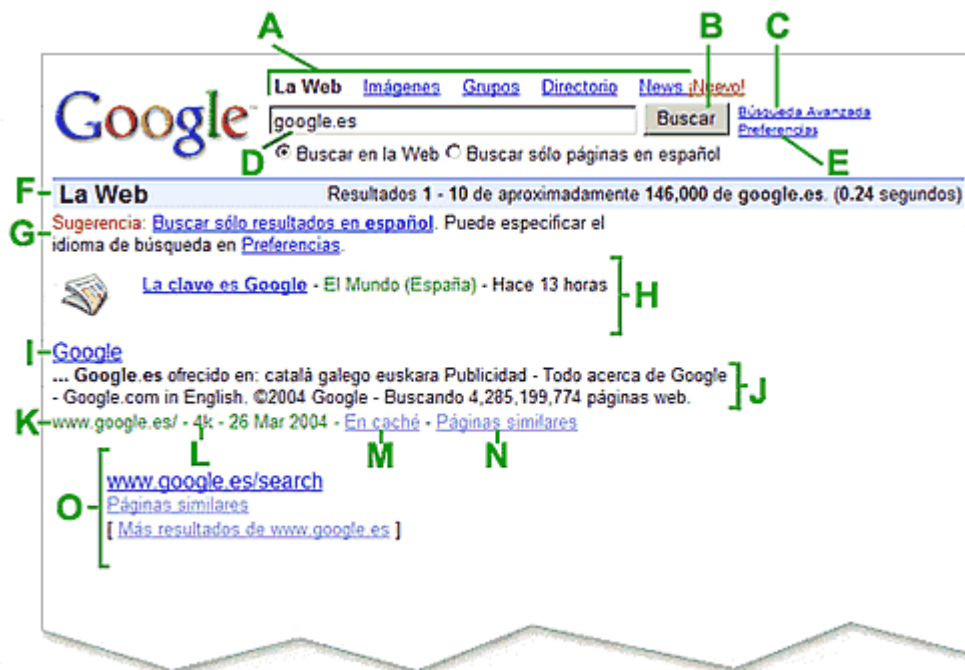 A B C
La Web Imágenes Grupos Directorio News ¡Nuevo!
Google™
google.es Buscar Búsqueda Avanzada
Preferencias
D Buscar en la Web Buscar sólo páginas en español E
F La Web Resultados 1 - 10 de aproximadamente 146,000 de google.es. (0.24 segundos)
Sugerencia: Buscar sólo resultados en español. Puede especificar el
G idioma de búsqueda en Preferencias.
La clave es Google - El Mundo (España) - Hace 13 horas H
I Google
... Google.es ofrecido en: català galego euskara Publicidad - Todo acerca de Google
- Google.com in English. ©2004 Google - Buscando 4,285,199,774 páginas web. J
K www.google.es/ - 4k - 26 Mar 2004 - En caché - Páginas similares
L M N
www.google.es/search
O Páginas similares
[ Más resultados de www.google.es ]